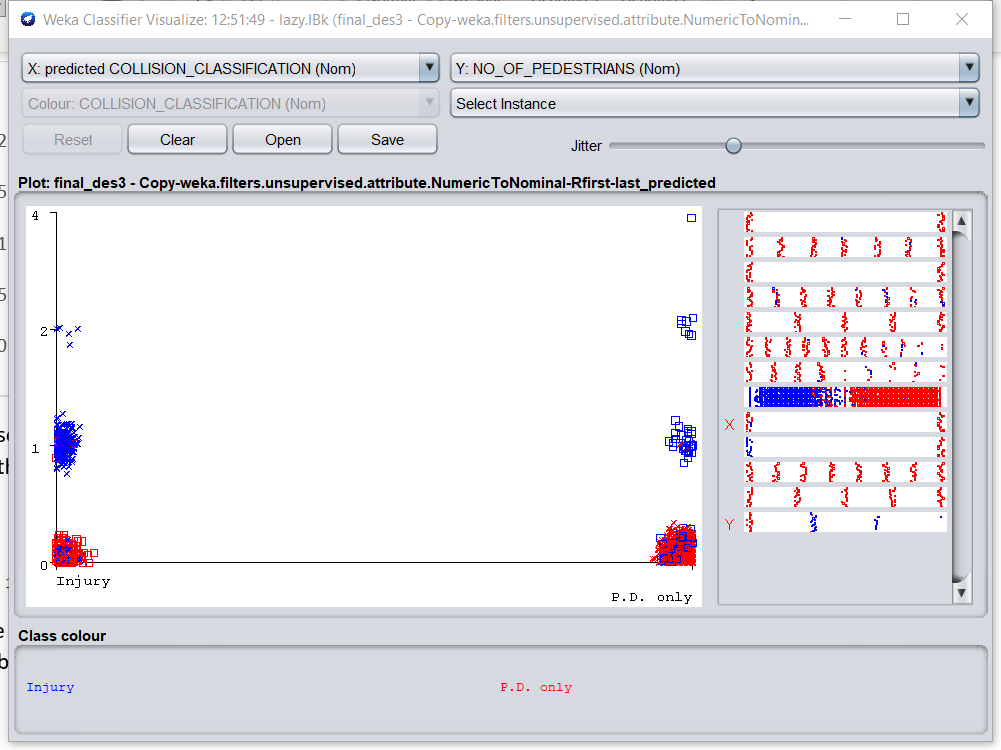 Weka Classifier Visualize: 12:51:49 - lazy.IBk (final_des3 - Copy-weka.filters.unsupervised.attribute.NumericToNomin...
X: predicted COLLISION_CLASSIFICATION (Nom)
Y: NO_OF_PEDESTRIANS (Nom)
Colour: COLLISION_CLASSIFICATION (Nom)
Select Instance
Reset
Clear
Open
Save
Jitter
Plot: final_des3 - Copy-weka.filters.unsupervised.attribute.NumericToNominal-Rfirst-last_predicted
4
2
1
0
Injury
P.D. only
X
Y
Class colour
Injury
P.D. only